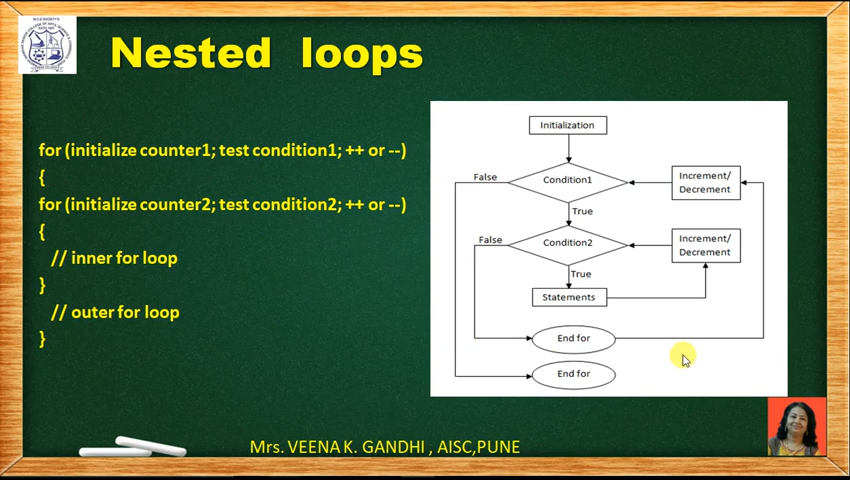 Nested loops
for (initialize counter1; test condition1; ++ or --)
{
for (initialize counter2; test condition2; ++ or --)
{
// inner for loop
}
// outer for loop
}
Initialization
False
Condition1
Increment/
Decrement
True
False
Condition2
Increment/
Decrement
True
Statements
End for
End for
Mrs. VEENA K. GANDHI , AISC,PUNE